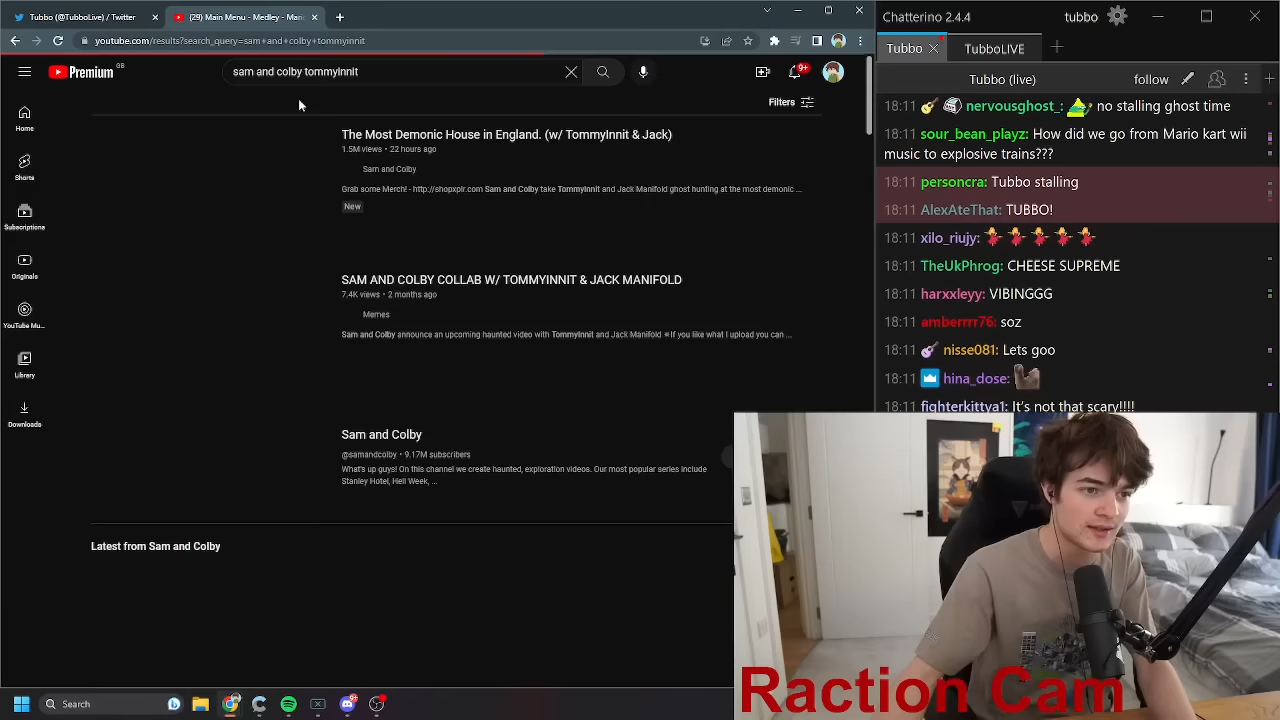 Tubbo (@TubboLive) / Twitter
(29) Main Menu - Medley - Mari
youtube.com/results?search_query=sam+and+colby+tommyinnit
Premium GB
sam and colby tommyinnit
9+
Filters
Home
Shorts
Subscriptions
Originals
YouTube Mu...
Library
Downloads
The Most Demonic House in England. (w/ TommyInnit & Jack)
1.5M views • 22 hours ago
Sam and Colby
Grab some Merch! - http://shopxplr.com Sam and Colby take TommyInnit and Jack Manifold ghost hunting at the most demonic ...
New
SAM AND COLBY COLLAB W/ TOMMYINNIT & JACK MANIFOLD
7.4K views • 2 months ago
Memes
Sam and Colby announce an upcoming haunted video with TommyInnit and Jack Manifold If you like what I upload you can ...
Sam and Colby
@samandcolby • 9.17M subscribers
What's up guys! On this channel we create haunted, exploration videos. Our most popular series include
Stanley Hotel, Hell Week, ...
Latest from Sam and Colby
Search
Chatterino 2.4.4
tubbo
Tubbo
TubboLIVE
Tubbo (live)
follow
18:11 nervousghost_: no stalling ghost time
18:11 sour_bean_playz: How did we go from Mario kart wii
music to explosive trains???
18:11 personcra: Tubbo stalling
18:11 AlexAteThat: TUBBO!
18:11 xilo_riujy:
18:11 TheUkPhrog: CHEESE SUPREME
18:11 harxxleyy: VIBINGGG
18:11 amberrrr76: soz
18:11 nisse081: Lets goo
18:11 hina_dose:
18:11 fighterkittya1: It's not that scary!!!!
Raction Cam